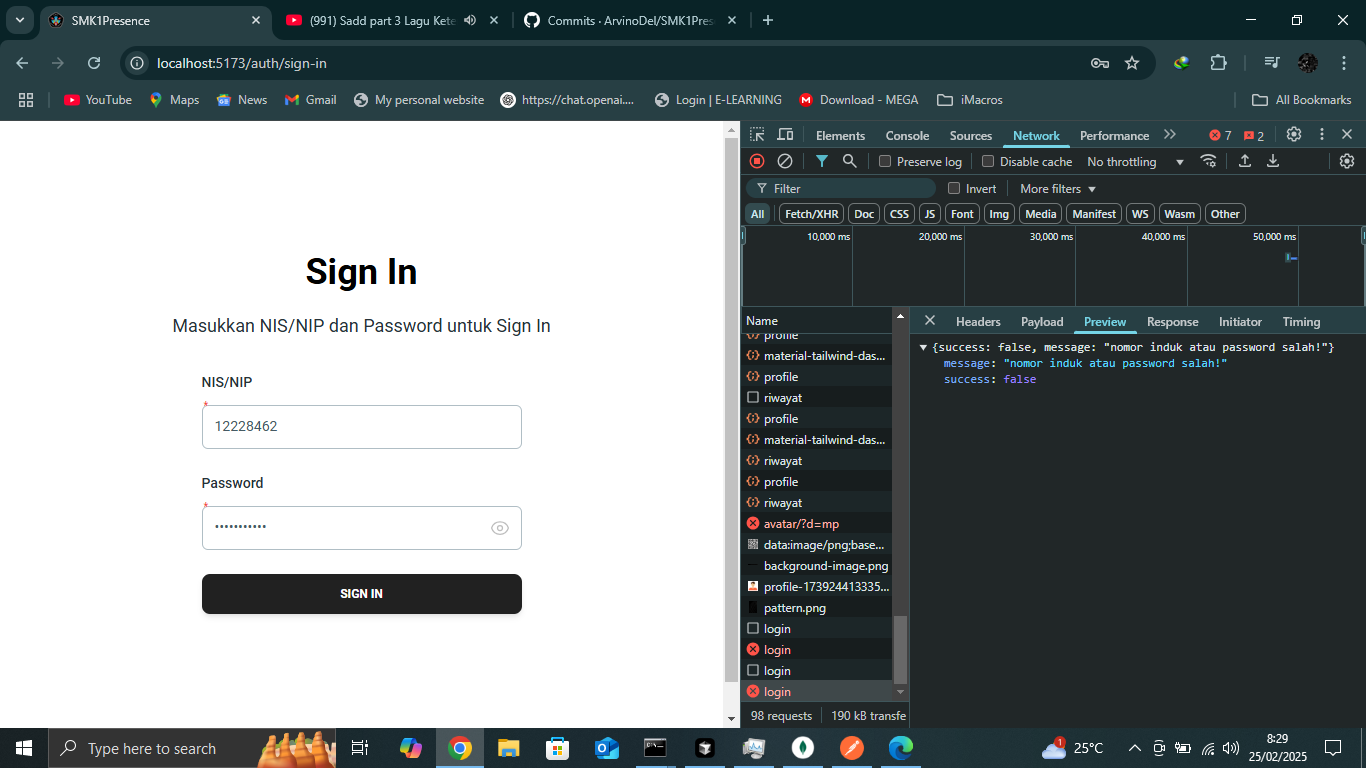 SMK1Presence
(991) Sadd part 3 Lagu Kete
Commits · ArvinoDel/SMK1Pres
localhost:5173/auth/sign-in
YouTube
Maps
News
Gmail
My personal website
https://chat.openai....
Login | E-LEARNING
Download - MEGA
iMacros
All Bookmarks
Sign In
Masukkan NIS/NIP dan Password untuk Sign In
NIS/NIP
*
12228462
Password
*
•••••••••••
SIGN IN
Elements
Console
Sources
Network
Performance
7
2
Preserve log
Disable cache
No throttling
Filter
Invert
More filters
All
Fetch/XHR
Doc
CSS
JS
Font
Img
Media
Manifest
WS
Wasm
Other
10,000 ms
20,000 ms
30,000 ms
40,000 ms
50,000 ms
Name
profile
material-tailwind-das...
profile
riwayat
profile
material-tailwind-das...
riwayat
profile
riwayat
avatar/?d=mp
data:image/png;base...
background-image.png
profile-173924413335...
pattern.png
login
login
login
login
98 requests
190 kB transfe
Headers
Payload
Preview
Response
Initiator
Timing
{success: false, message: "nomor induk atau password salah!"}
message: "nomor induk atau password salah!"
success: false
Type here to search
1
25°C
8:29
25/02/2025